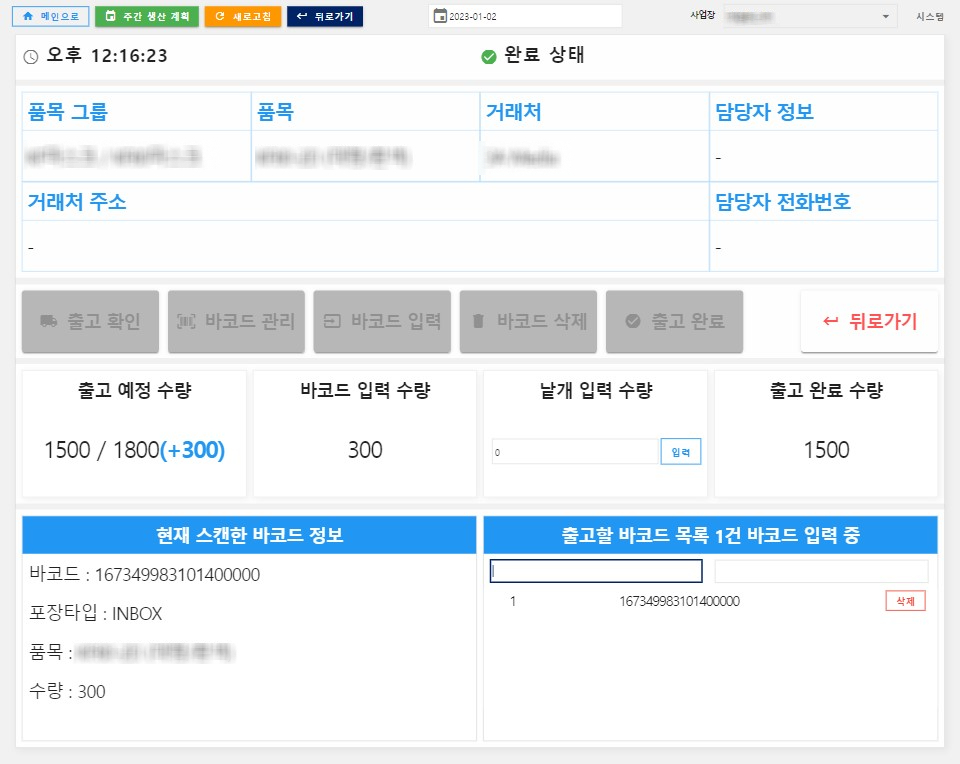 메인으로 주간 생산 계획 새로고침 뒤로가기 2023-01-02 사업장 시스템
오후 12:16:23 완료 상태
품목 그룹 품목 거래처 담당자 정보
-
거래처 주소 담당자 전화번호
- -
출고 확인 바코드 관리 바코드 입력 바코드 삭제 출고 완료 뒤로가기
출고 예정 수량 바코드 입력 수량 낱개 입력 수량 출고 완료 수량
1500 / 1800(+300) 300 0 입력 1500
현재 스캔한 바코드 정보 출고할 바코드 목록 1건 바코드 입력 중
바코드 : 167349983101400000
1 167349983101400000 삭제
포장타입 : INBOX
품목 :
수량 : 300